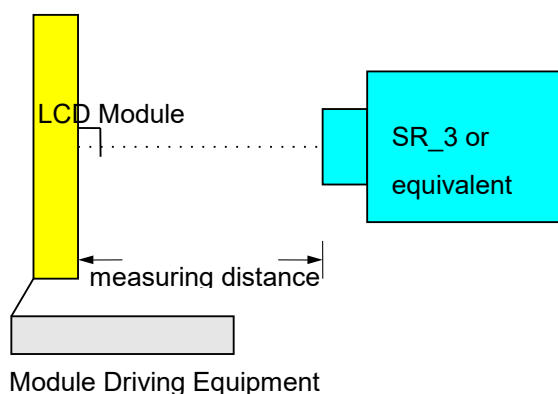 LCD Module
SR_3 or
equivalent
measuring distance
Module Driving Equipment